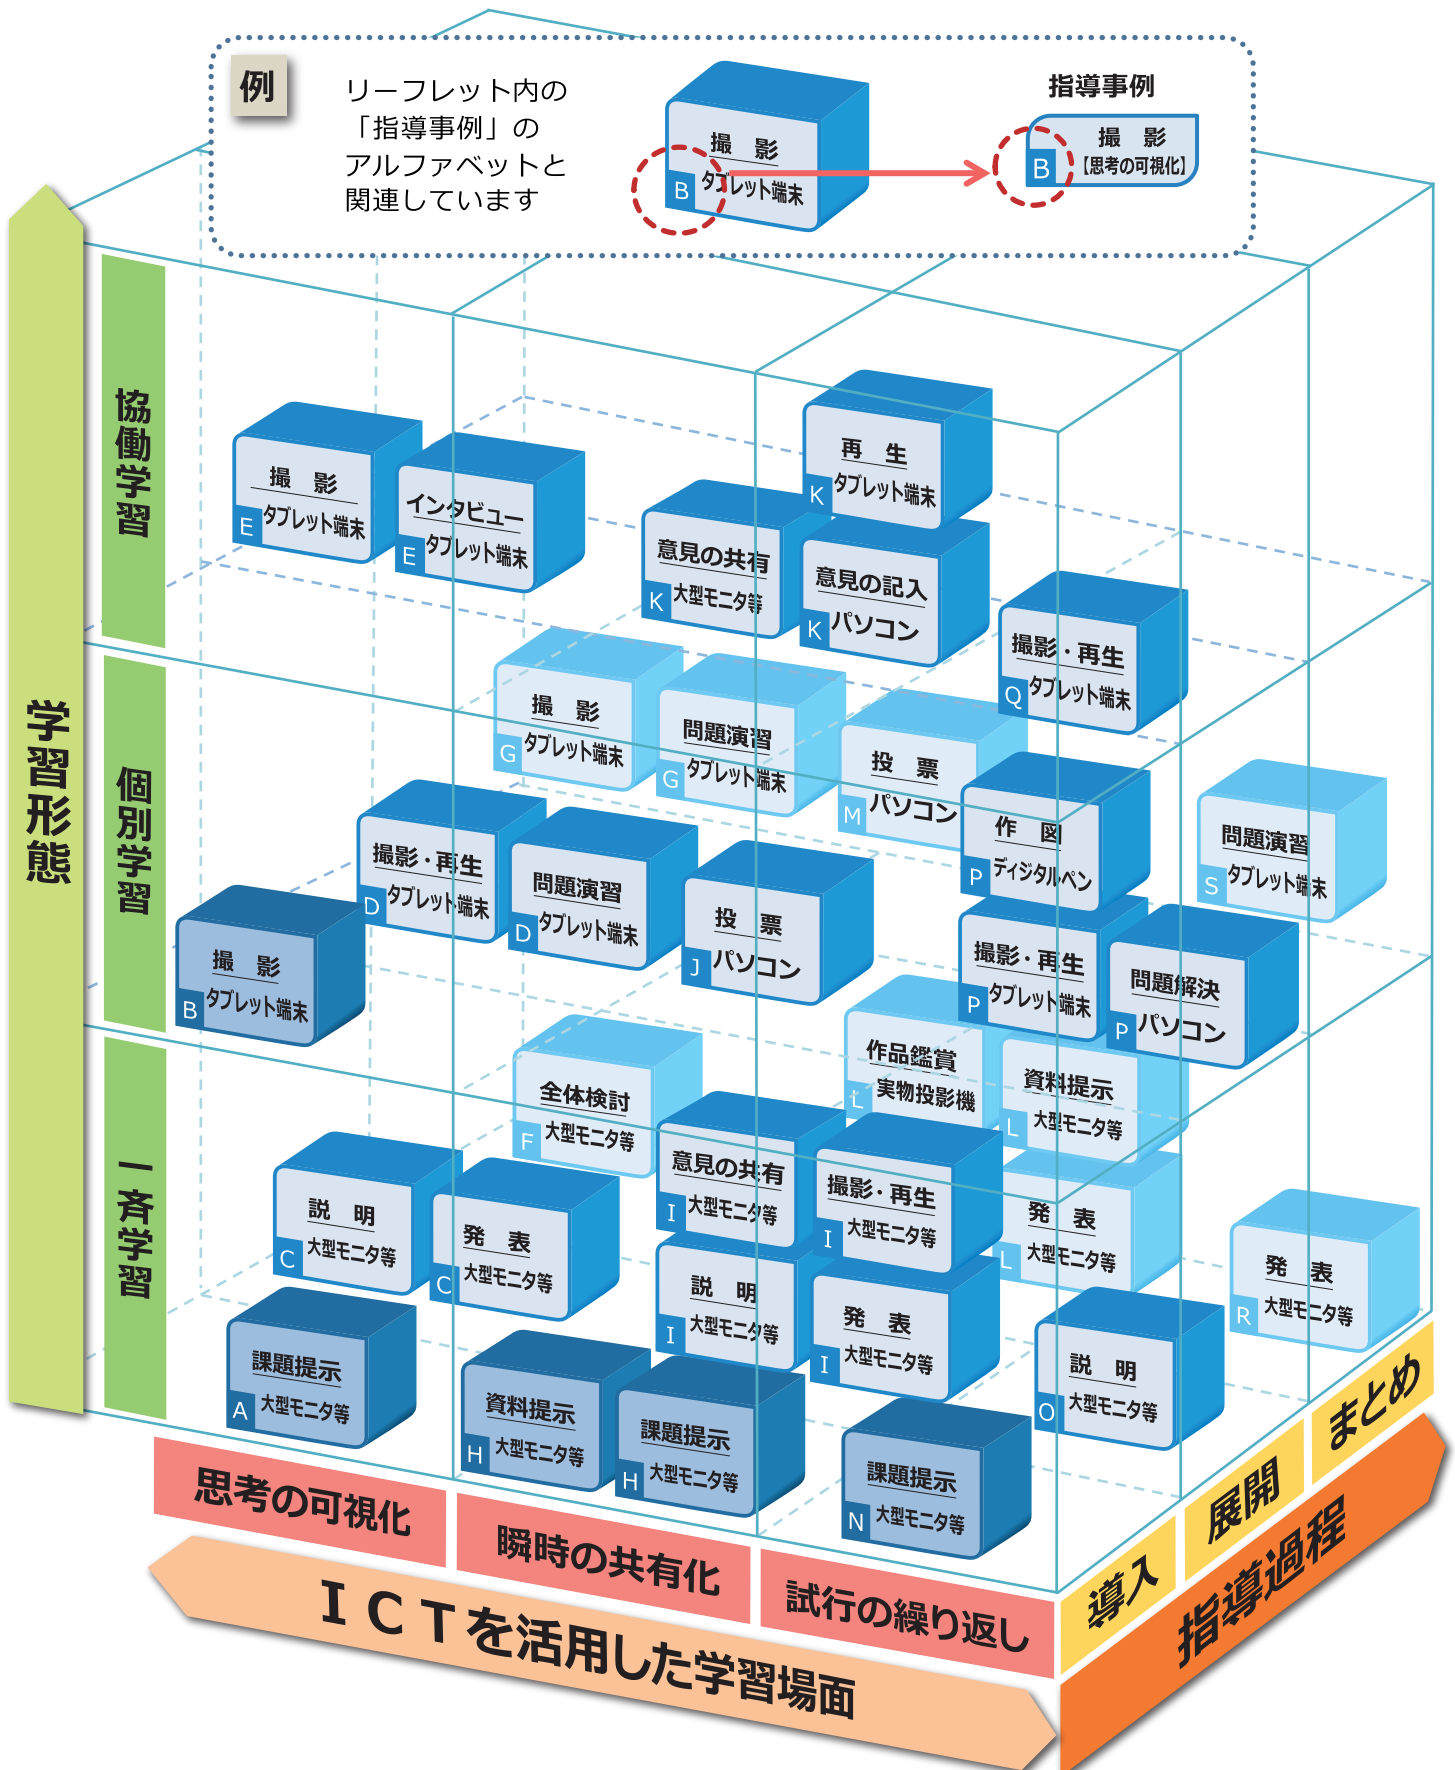 例
リーフレット内の
「指導事例」の
アルファベットと
関連しています
撮 影
タブレット端末
B
指導事例
撮 影
【思考の可視化】
B
学習形態
協働学習
個別学習
一斉学習
撮 影
タブレット端末
E
インタビュー
タブレット端末
E
再 生
タブレット端末
K
意見の共有
大型モニタ等
K
意見の記入
パソコン
K
撮影・再生
タブレット端末
Q
撮 影
タブレット端末
G
問題演習
タブレット端末
G
投 票
パソコン
M
作 図
ディジタルペン
P
問題演習
タブレット端末
S
撮影・再生
タブレット端末
D
問題演習
タブレット端末
D
投 票
パソコン
J
撮 影
タブレット端末
B
撮影・再生
タブレット端末
P
問題解決
パソコン
P
作品鑑賞
実物投影機
L
資料提示
大型モニタ等
L
全体検討
大型モニタ等
F
意見の共有
大型モニタ等
I
撮影・再生
大型モニタ等
I
発 表
大型モニタ等
L
説 明
大型モニタ等
C
発 表
大型モニタ等
C
説 明
大型モニタ等
I
発 表
大型モニタ等
I
発 表
大型モニタ等
R
課題提示
大型モニタ等
A
資料提示
大型モニタ等
H
課題提示
大型モニタ等
H
説 明
大型モニタ等
O
課題提示
大型モニタ等
N
思考の可視化
瞬時の共有化
試行の繰り返し
ICTを活用した学習場面
導入
展開
まとめ
指導過程